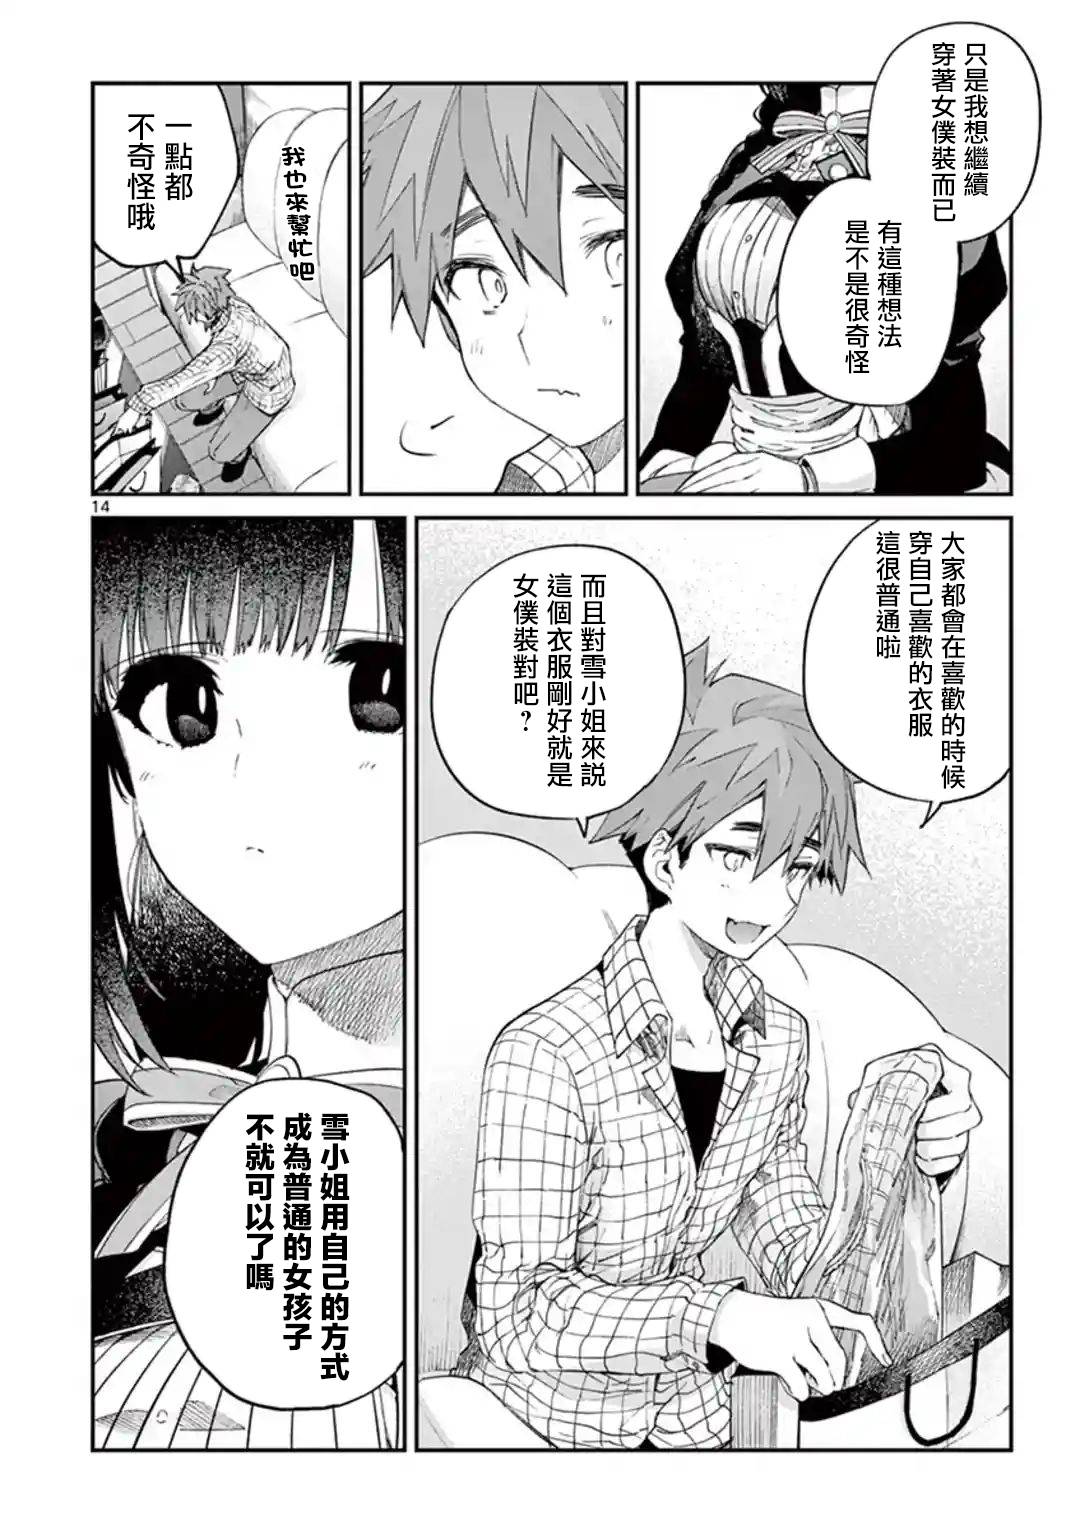 只是我想繼續
穿著女僕裝而已
有這種想法
是不是很奇怪
我也來幫忙吧
一點都
不奇怪哦
14
大家都會在喜歡的時候
穿自己喜歡的衣服
這很普通啦
而且對雪小姐來說
這個衣服剛好就是
女僕裝對吧?
雪小姐用自己的方式
成為普通的女孩子
不就可以了嗎